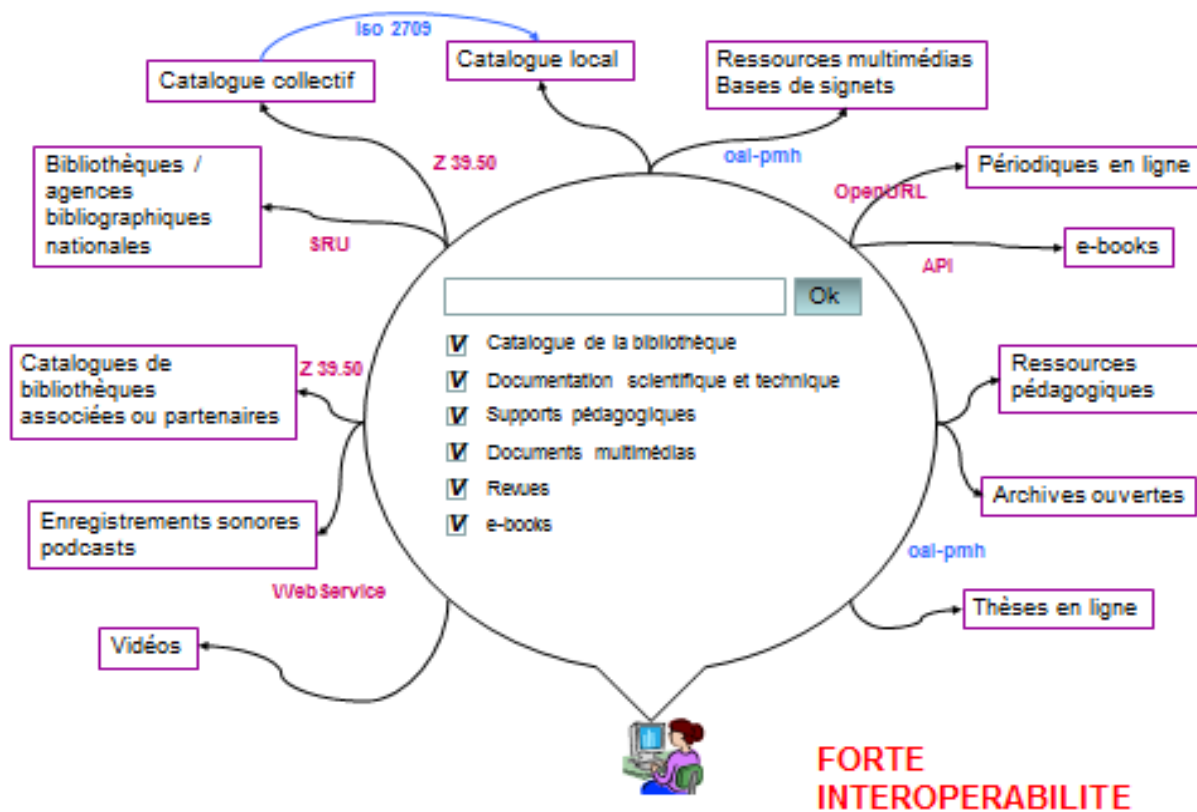 Iso 2709
Catalogue collectif
Catalogue local
Ressources multimédias
Bases de signets
Z 39.50
oai-pmh
Bibliothèques /
agences
bibliographiques
nationales
SRU
OpenURL
Périodiques en ligne
API
e-books
Ok
Catalogue de la bibliothèque
Documentation scientifique et technique
Supports pédagogiques
Documents multimédias
Revues
e-books
Catalogues de
bibliothèques
associées ou partenaires
Z 39.50
Ressources
pédagogiques
Enregistrements sonores
podcasts
Archives ouvertes
oai-pmh
WebService
Vidéos
Thèses en ligne
FORTE
INTEROPERABILITE